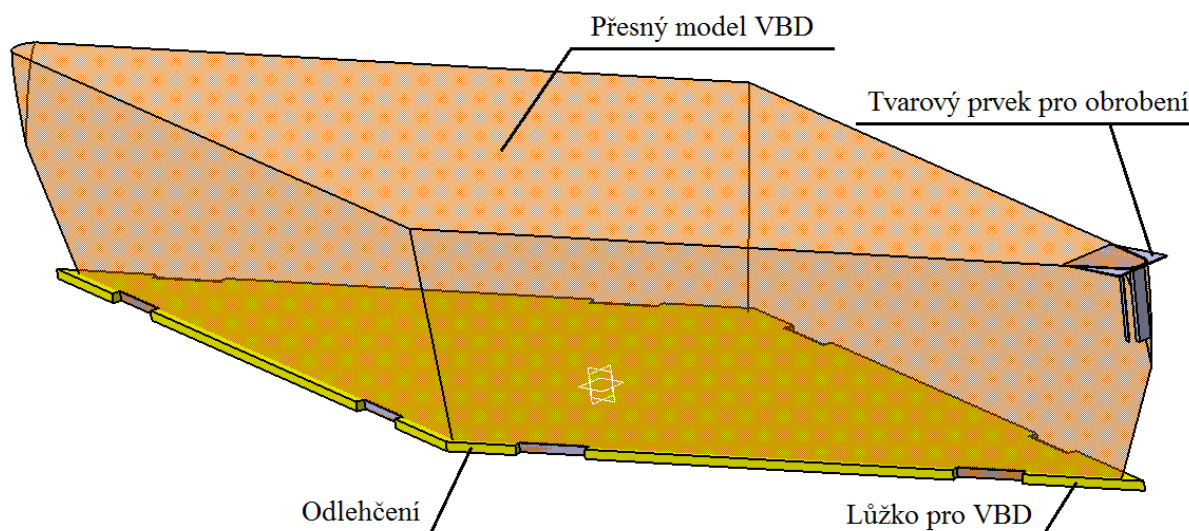 Přesný model VBD
Tvarový prvek pro obrobení
Odlehčení
Lůžko pro VBD